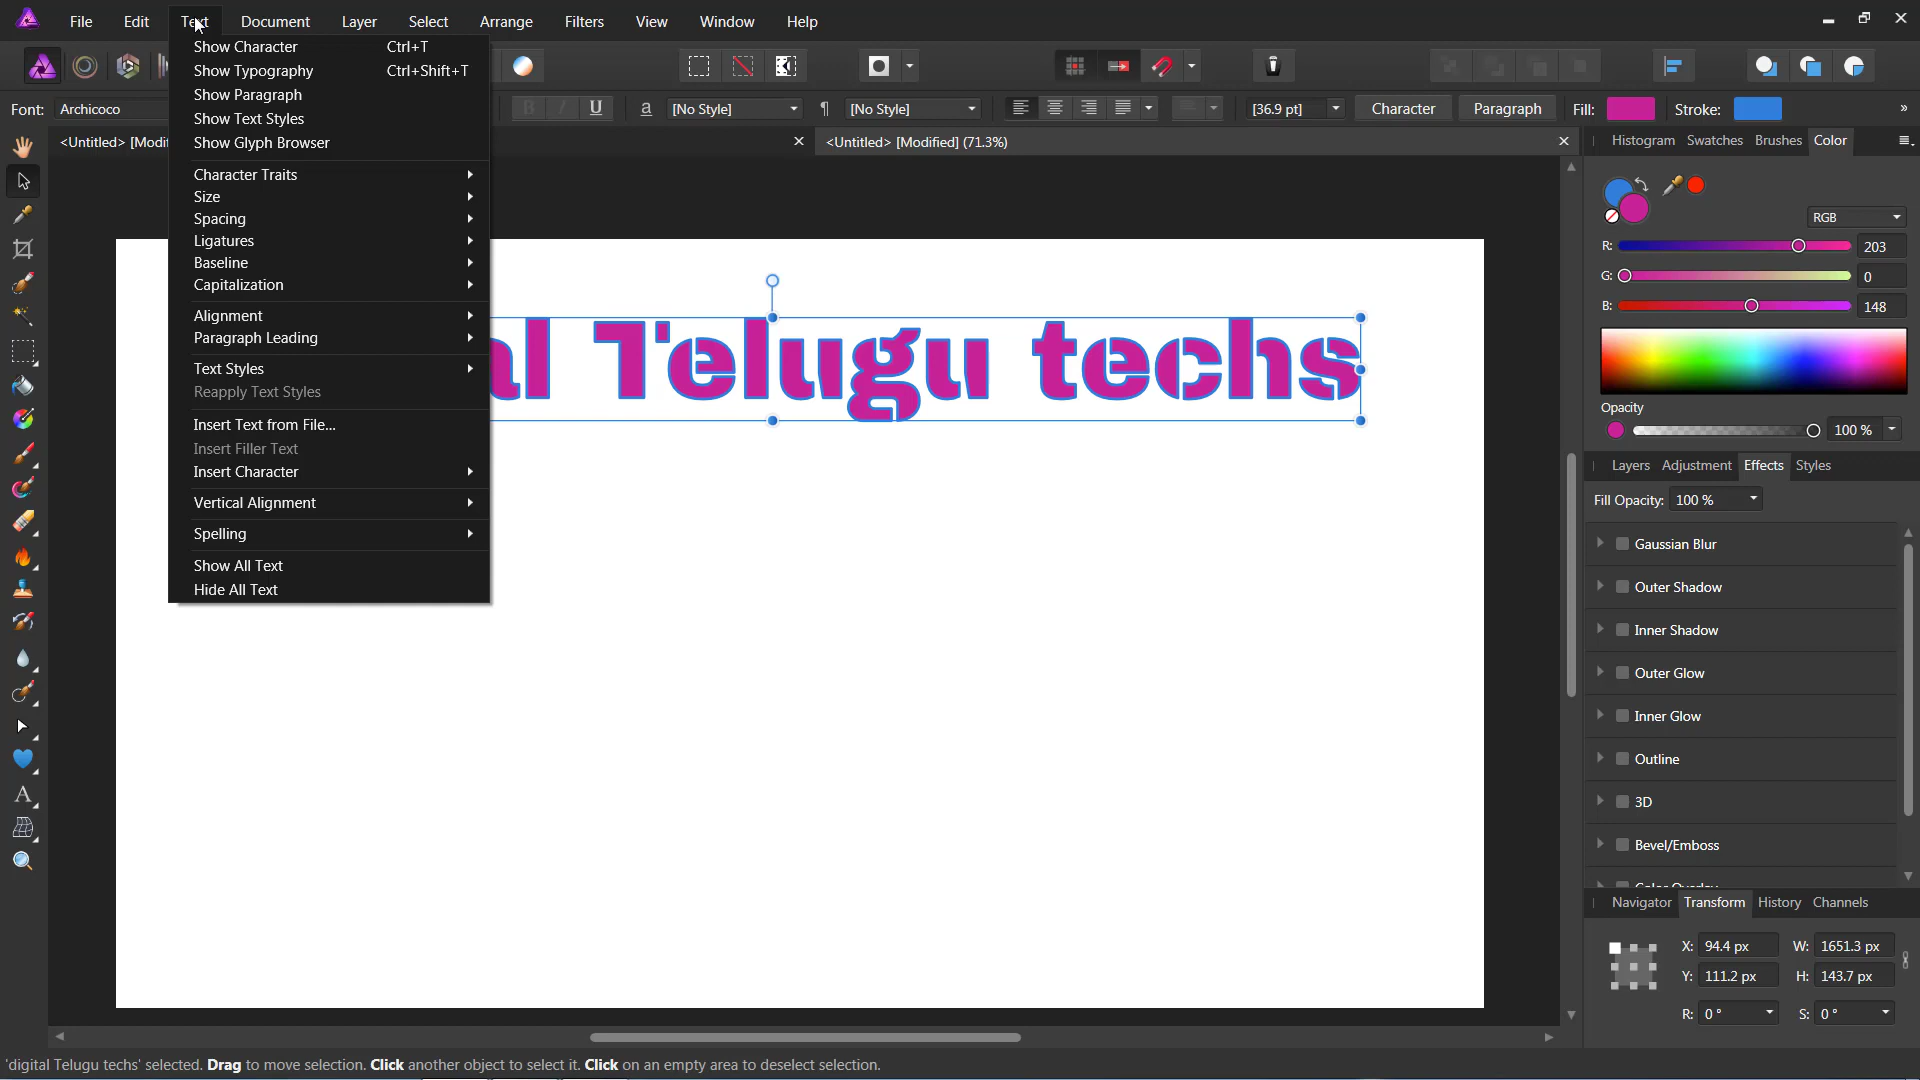 File Edit Text Document Layer Select Arrange Filters View Window Help
Show Character Ctrl+T
Show Typography Ctrl+Shift+T
Show Paragraph
Show Text Styles
Show Glyph Browser
Character Traits
Size
Spacing
Ligatures
Baseline
Capitalization
Alignment
Paragraph Leading
Text Styles
Reapply Text Styles
Insert Text from File...
Insert Filler Text
Insert Character
Vertical Alignment
Spelling
Show All Text
Hide All Text
Font: Archicoco B I U a [No Style] ¶ [No Style] [36.9 pt] Character Paragraph Fill: Stroke: »
<Untitled> [Modif <Untitled> [Modified] (71.3%)
al Telugu techs
Histogram Swatches Brushes Color
RGB
R: 203
G: 0
B: 148
Opacity
100 %
Layers Adjustment Effects Styles
Fill Opacity: 100 %
Gaussian Blur
Outer Shadow
Inner Shadow
Outer Glow
Inner Glow
Outline
3D
Bevel/Emboss
Navigator Transform History Channels
X: 94.4 px W: 1651.3 px
Y: 111.2 px H: 143.7 px
R: 0 ° S: 0 °
'digital Telugu techs' selected. Drag to move selection. Click another object to select it. Click on an empty area to deselect selection.